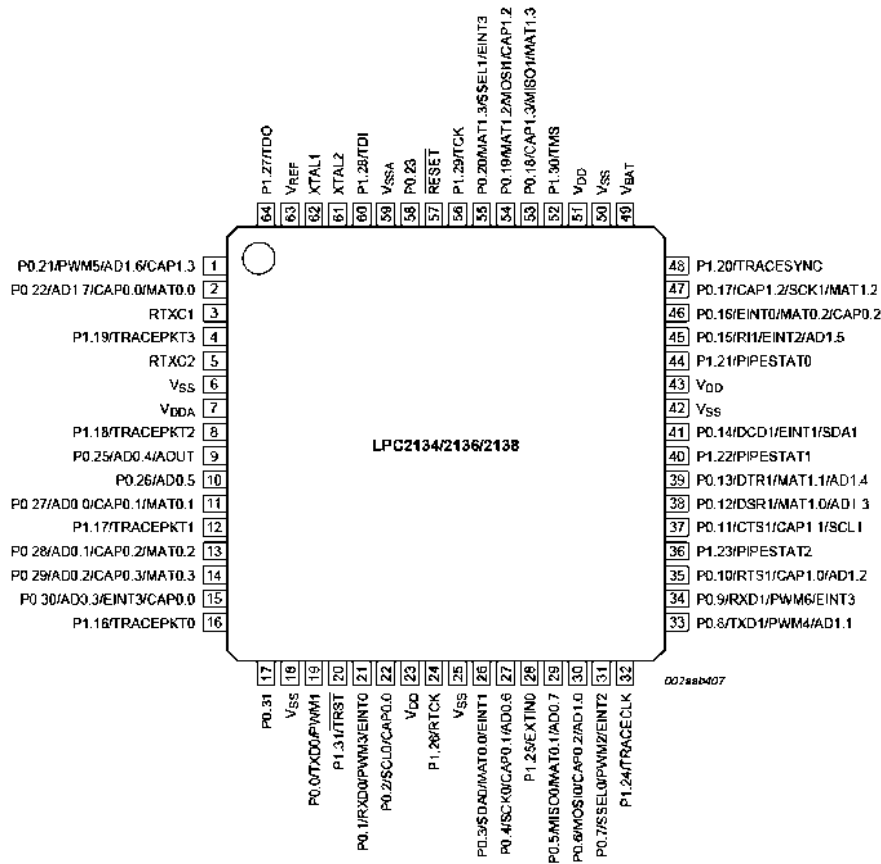 P1.27/TDO
VREF
XTAL1
XTAL2
P1.28/TDI
VSSA
P0.23
RESET
P1.29/TCK
P0.20/MAT1.3/SSEL1/EINT3
P0.19/MAT1.2/MOSI1/CAP1.2
P0.18/CAP1.3/MISO1/MAT1.3
P1.30/TMS
VDD
VSS
VBAT
64 63 62 61 60 59 58 57 56 55 54 53 52 51 50 49
P0.21/PWM5/AD1.6/CAP1.3 1
P0.22/AD1.7/CAP0.0/MAT0.0 2
RTXC1 3
P1.19/TRACEPKT3 4
RTXC2 5
VSS 6
VDDA 7
P1.18/TRACEPKT2 8
P0.25/AD0.4/AOUT 9
P0.26/AD0.5 10
P0.27/AD0.0/CAP0.1/MAT0.1 11
P1.17/TRACEPKT1 12
P0.28/AD0.1/CAP0.2/MAT0.2 13
P0.29/AD0.2/CAP0.3/MAT0.3 14
P0.30/AD0.3/EINT3/CAP0.0 15
P1.16/TRACEPKT0 16
LPC2134/2136/2138
48 P1.20/TRACESYNC
47 P0.17/CAP1.2/SCK1/MAT1.2
46 P0.16/EINT0/MAT0.2/CAP0.2
45 P0.15/RI1/EINT2/AD1.5
44 P1.21/PIPESTAT0
43 VDD
42 VSS
41 P0.14/DCD1/EINT1/SDA1
40 P1.22/PIPESTAT1
39 P0.13/DTR1/MAT1.1/AD1.4
38 P0.12/DSR1/MAT1.0/AD1.3
37 P0.11/CTS1/CAP1.1/SCL1
36 P1.23/PIPESTAT2
35 P0.10/RTS1/CAP1.0/AD1.2
34 P0.9/RXD1/PWM6/EINT3
33 P0.8/TXD1/PWM4/AD1.1
17 18 19 20 21 22 23 24 25 26 27 28 29 30 31 32
P0.31
VSS
P0.0/TXD0/PWM1
P1.31/TRST
P0.1/RXD0/PWM3/EINT0
P0.2/SCL0/CAP0.0
VDD
P1.26/RTCK
VSS
P0.3/SDA0/MAT0.0/EINT1
P0.4/SCK0/CAP0.1/AD0.6
P1.25/EXTIN0
P0.5/MISO0/MAT0.1/AD0.7
P0.6/MOSI0/CAP0.2/AD1.0
P0.7/SSEL0/PWM2/EINT2
P1.24/TRACECLK
002aab407